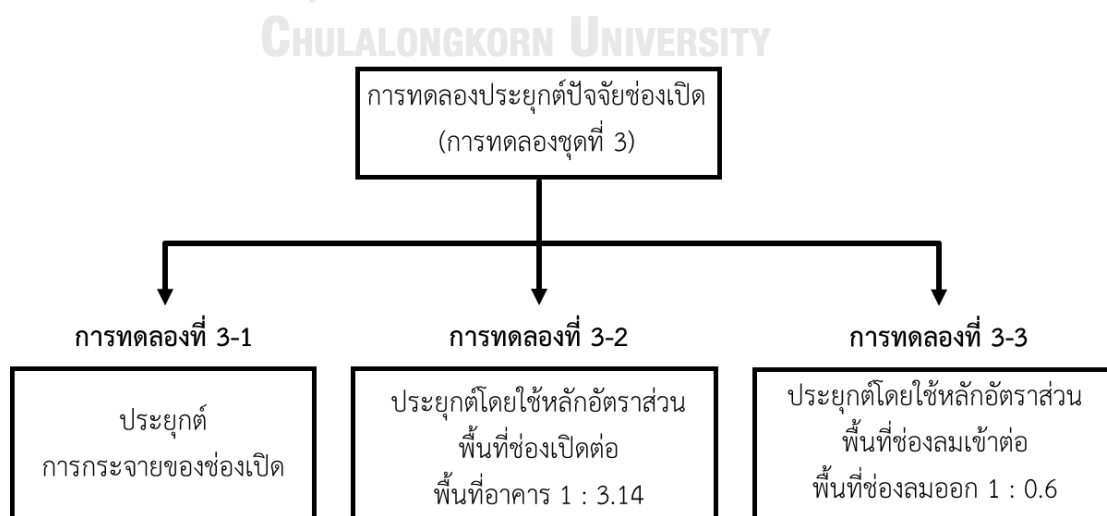 CHULALONGKORN UNIVERSITY
การทดลองประยุกต์ปัจจัยช่องเปิด
(การทดลองชุดที่ 3)
การทดลองที่ 3-1
ประยุกต์
การกระจายของช่องเปิด
การทดลองที่ 3-2
ประยุกต์โดยใช้หลักอัตราส่วน
พื้นที่ช่องเปิดต่อ
พื้นที่อาคาร 1 : 3.14
การทดลองที่ 3-3
ประยุกต์โดยใช้หลักอัตราส่วน
พื้นที่ช่องลมเข้าต่อ
พื้นที่ช่องลมออก 1 : 0.6